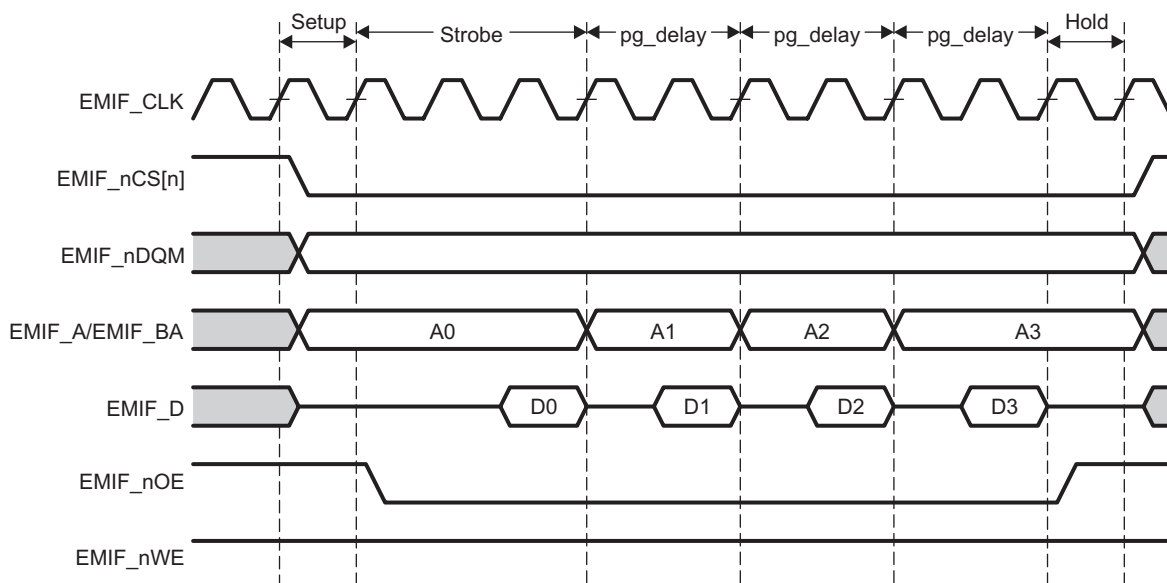 Setup Strobe pg_delay pg_delay pg_delay Hold
EMIF_CLK
EMIF_nCS[n]
EMIF_nDQM
EMIF_A/EMIF_BA A0 A1 A2 A3
EMIF_D D0 D1 D2 D3
EMIF_nOE
EMIF_nWE